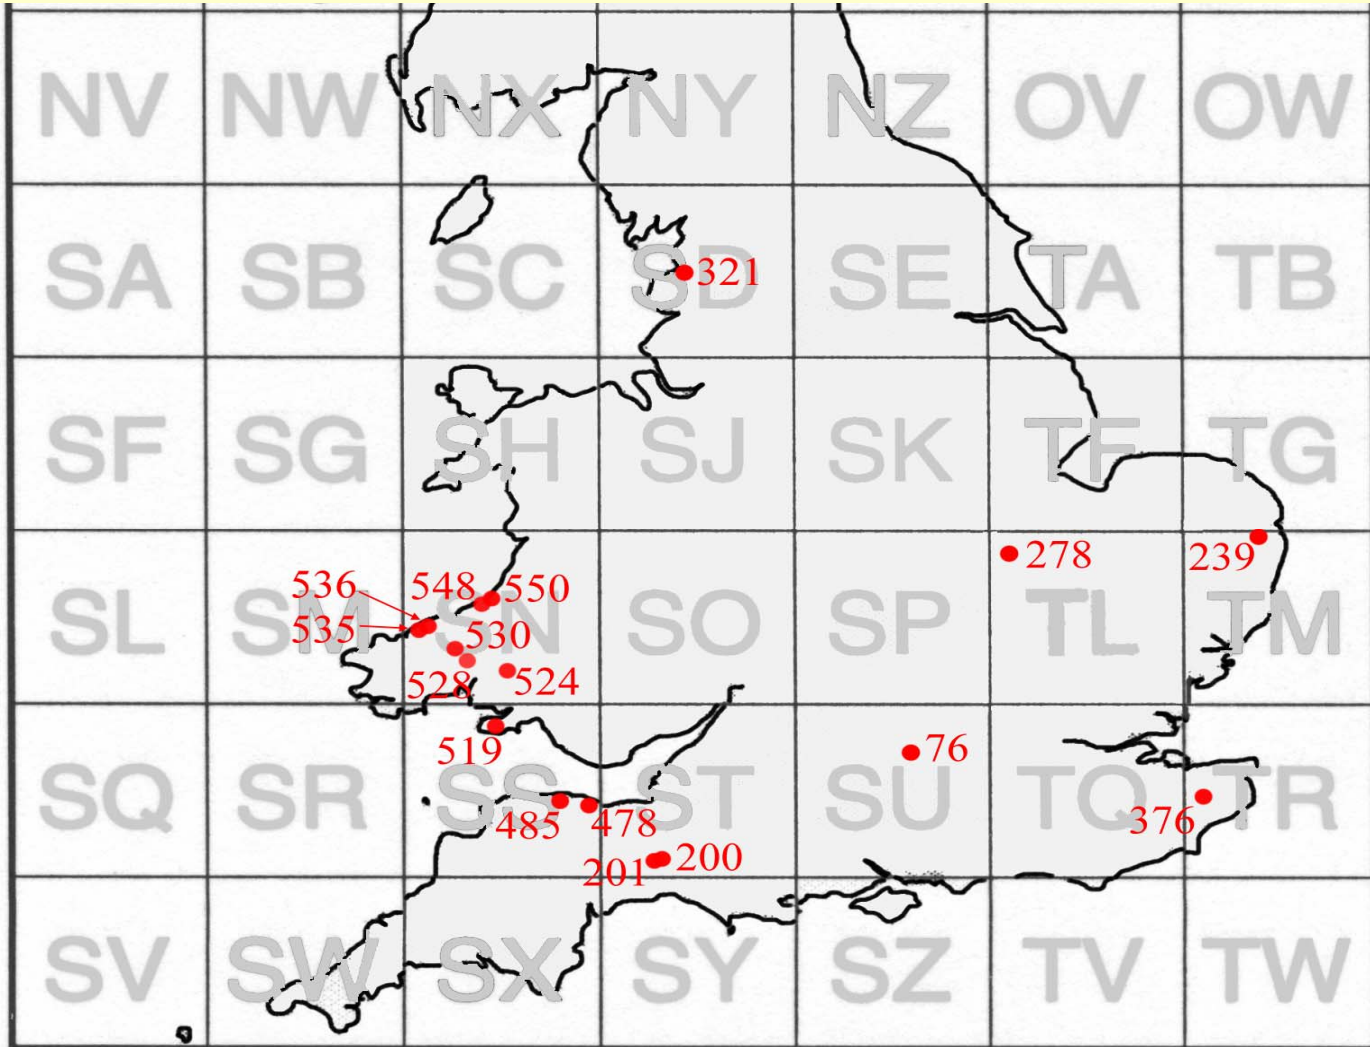 NV NW NX NY NZ OV OW
SA SB SC SD SE TA TB
321
SF SG SH SJ SK TF TG
278
239
536 548 550
SL SM SN SO SP TL TM
535 530
528 524
519 76
SQ SR SS ST SU TQ TR
485 478 376
201 200
SV SW SX SY SZ TV TW